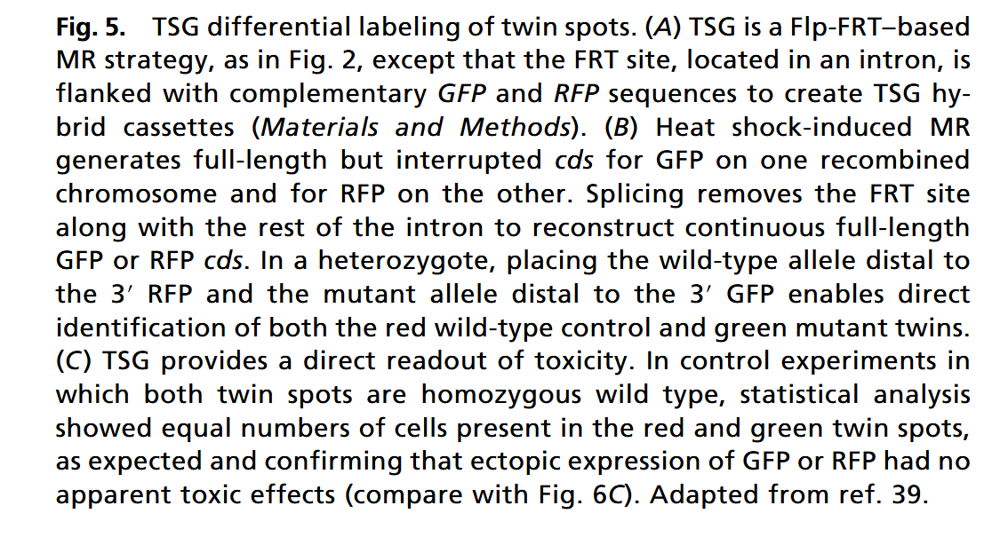 Fig. 5. TSG differential labeling of twin spots. (A) TSG is a Flp-FRT–based
MR strategy, as in Fig. 2, except that the FRT site, located in an intron, is
flanked with complementary GFP and RFP sequences to create TSG hy-
brid cassettes (Materials and Methods). (B) Heat shock-induced MR
generates full-length but interrupted cds for GFP on one recombined
chromosome and for RFP on the other. Splicing removes the FRT site
along with the rest of the intron to reconstruct continuous full-length
GFP or RFP cds. In a heterozygote, placing the wild-type allele distal to
the 3′ RFP and the mutant allele distal to the 3′ GFP enables direct
identification of both the red wild-type control and green mutant twins.
(C) TSG provides a direct readout of toxicity. In control experiments in
which both twin spots are homozygous wild type, statistical analysis
showed equal numbers of cells present in the red and green twin spots,
as expected and confirming that ectopic expression of GFP or RFP had no
apparent toxic effects (compare with Fig. 6C). Adapted from ref. 39.